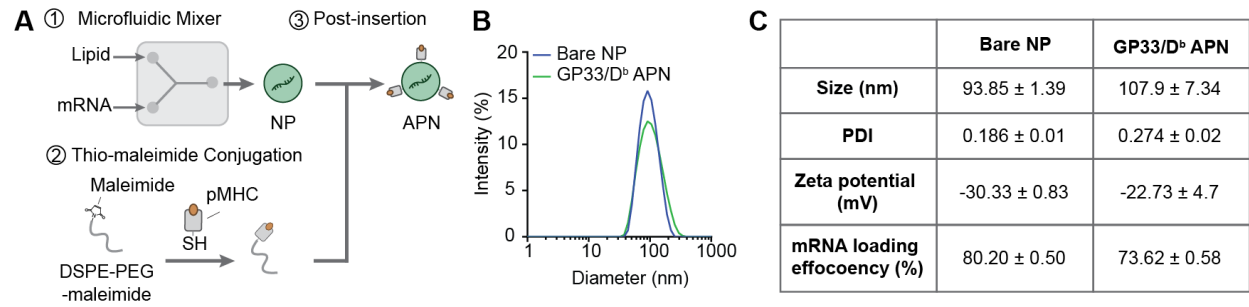 A
① Microfluidic Mixer
③ Post-insertion
Lipid
mRNA
NP
APN
② Thio-maleimide Conjugation
Maleimide
pMHC
SH
DSPE-PEG
-maleimide
B
Bare NP
GP33/Dᵇ APN
Intensity (%)
20
15
10
5
0
1 10 100 1000
Diameter (nm)
C
Bare NP GP33/Dᵇ APN
Size (nm) 93.85 ± 1.39 107.9 ± 7.34
PDI 0.186 ± 0.01 0.274 ± 0.02
Zeta potential
(mV) -30.33 ± 0.83 -22.73 ± 4.7
mRNA loading
effocoency (%) 80.20 ± 0.50 73.62 ± 0.58